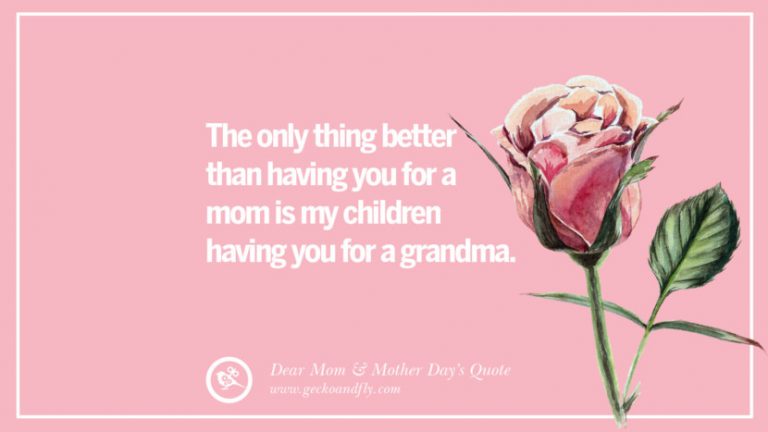 The only thing better
than having you for a
mom is my children
having you for a grandma.
Dear Mom & Mother Day's Quote
www.geckoandfly.com